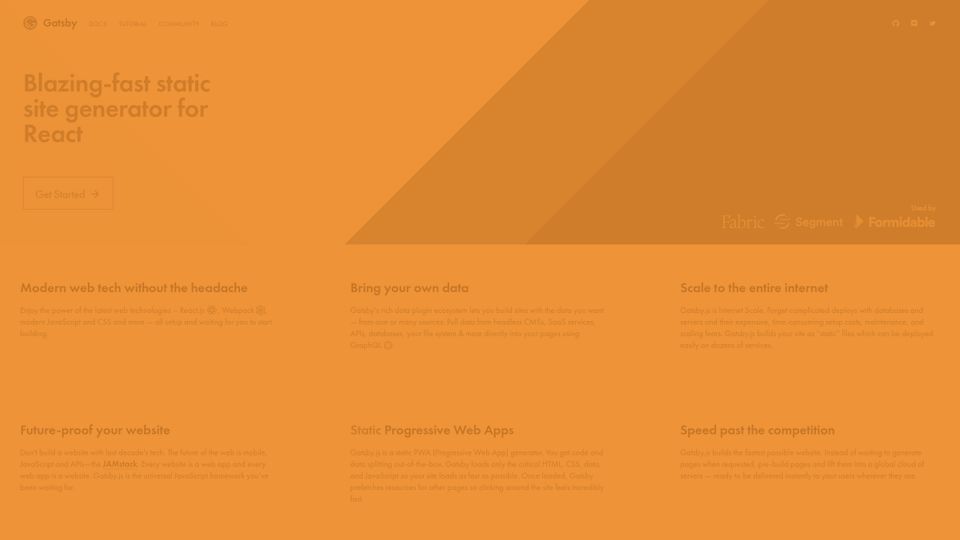 Gatsby DOCS TUTORIAL COMMUNITY BLOG
Blazing-fast static
site generator for
React
Get Started →
Used by
Fabric Segment Formidable
Modern web tech without the headache
Enjoy the power of the latest web technologies – React.js , Webpack ,
modern JavaScript and CSS and more — all setup and waiting for you to start
building.
Bring your own data
Gatsby's rich data plugin ecosystem lets you build sites with the data you want
— from one or many sources: Pull data from headless CMSs, SaaS services,
APIs, databases, your file system & more directly into your pages using
GraphQL .
Scale to the entire internet
Gatsby.js is Internet Scale. Forget complicated deploys with databases and
servers and their expensive, time-consuming setup costs, maintenance, and
scaling fears. Gatsby.js builds your site as "static" files which can be deployed
easily on dozens of services.
Future-proof your website
Don't build a website with last decade's tech. The future of the web is mobile,
JavaScript and APIs—the JAMstack. Every website is a web app and every
web app is a website. Gatsby.js is the universal JavaScript framework you've
been waiting for.
Static Progressive Web Apps
Gatsby.js is a static PWA (Progressive Web App) generator. You get code and
data splitting out-of-the-box. Gatsby loads only the critical HTML, CSS, data,
and JavaScript so your site loads as fast as possible. Once loaded, Gatsby
prefetches resources for other pages so clicking around the site feels incredibly
fast.
Speed past the competition
Gatsby.js builds the fastest possible website. Instead of waiting to generate
pages when requested, pre-build pages and lift them into a global cloud of
servers — ready to be delivered instantly to your users wherever they are.